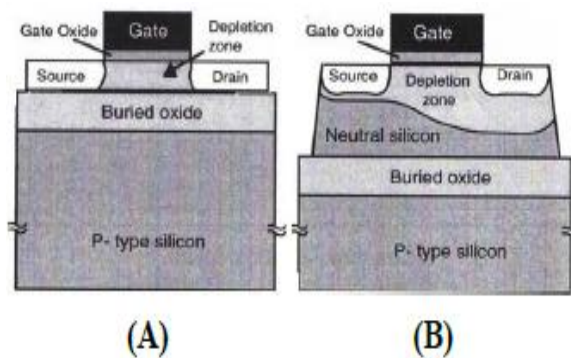 Gate
Gate Oxide
Depletion
zone
Source
Drain
Buried oxide
P- type silicon
(A)
Gate
Gate Oxide
Source
Drain
Depletion
zone
Neutral silicon
Buried oxide
P- type silicon
(B)